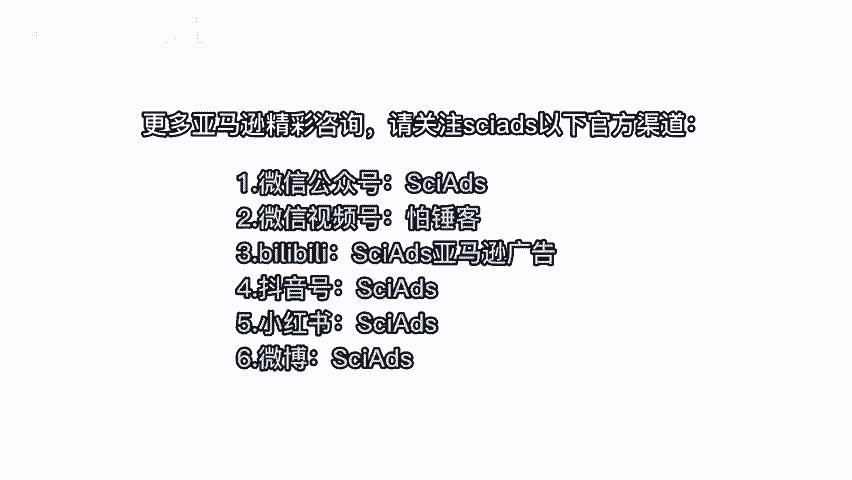 更多亚马逊精彩咨询，请关注sciads以下官方渠道：
1.微信公众号：SciAds
2.微信视频号：怕锤客
3.bilibili：SciAds亚马逊广告
4.抖音号：SciAds
5.小红书：SciAds
6.微博：SciAds